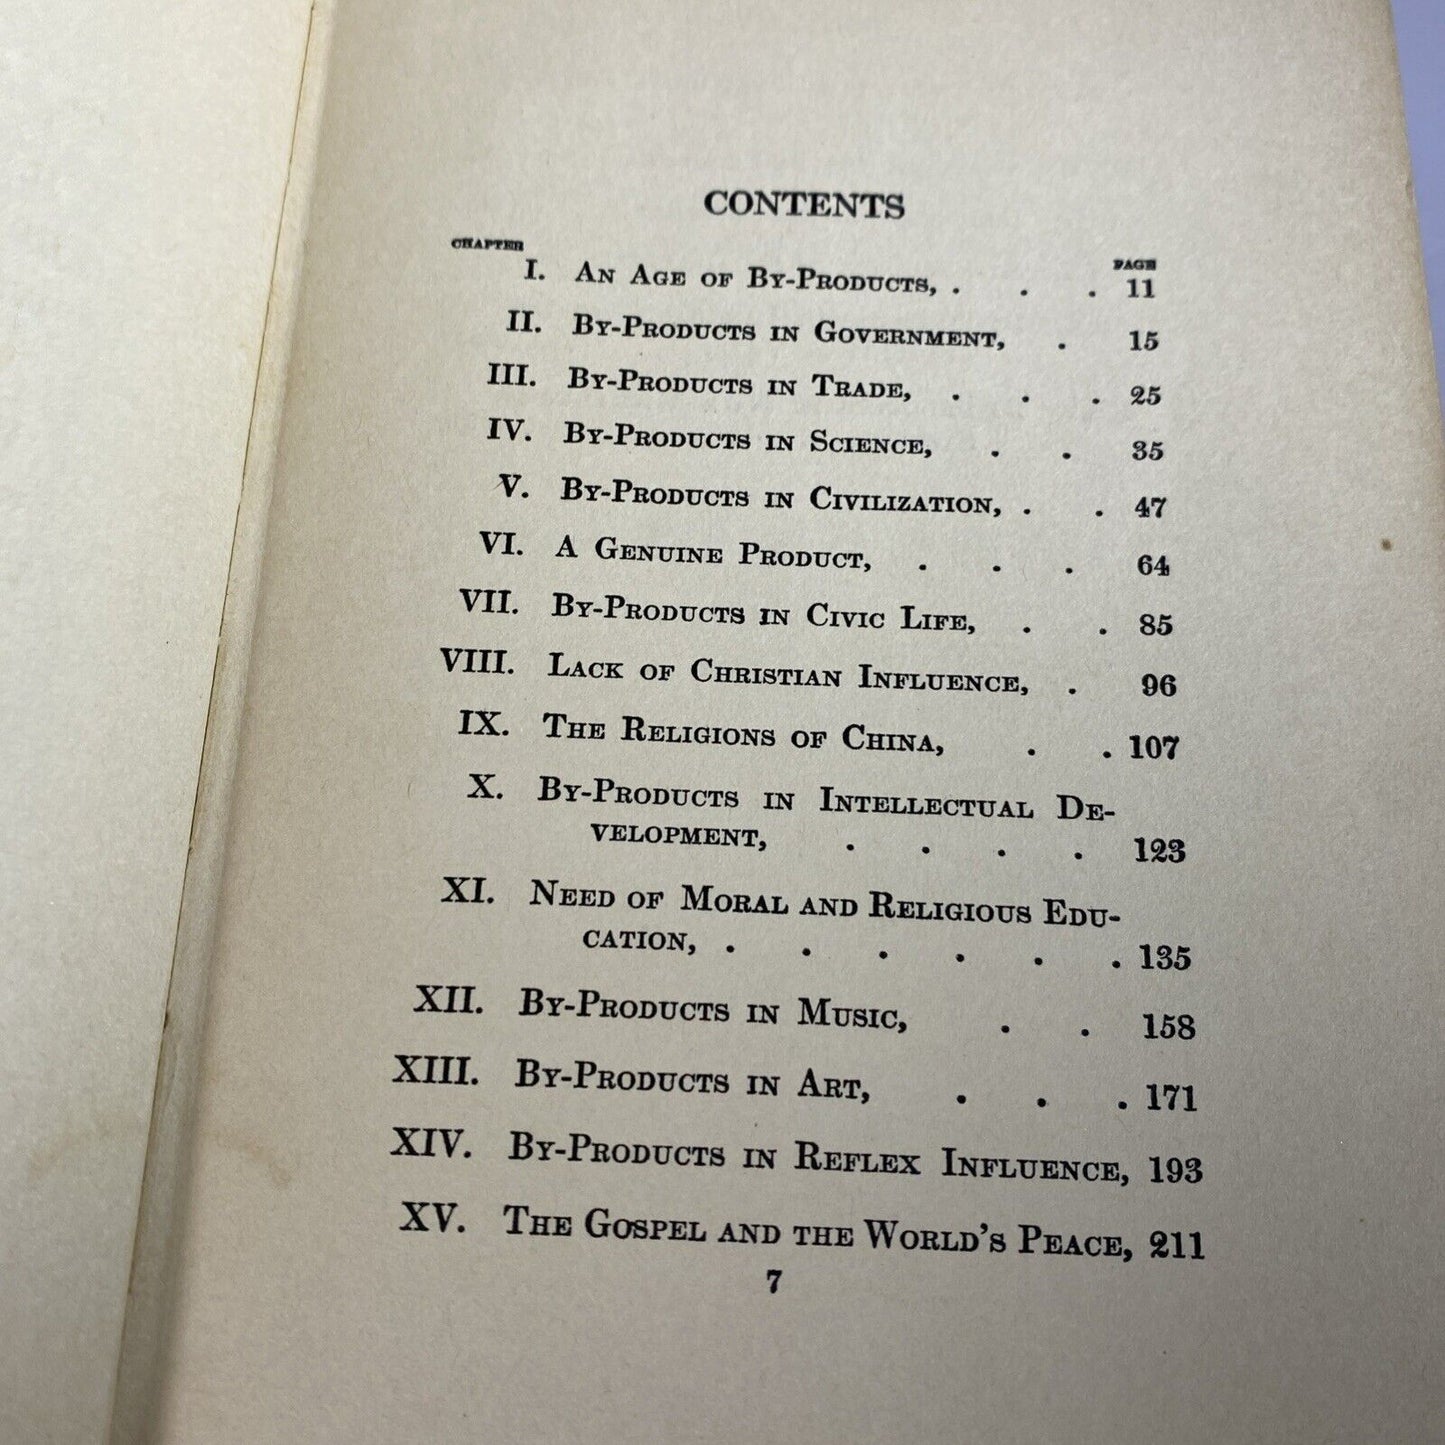 CONTENTS
CHAPTER PAGE
I. An Age of By-Products, . . . 11
II. By-Products in Government, . 15
III. By-Products in Trade, . . . 25
IV. By-Products in Science, . . 35
V. By-Products in Civilization, . . 47
VI. A Genuine Product, . . . 64
VII. By-Products in Civic Life, . . 85
VIII. Lack of Christian Influence, . 96
IX. The Religions of China, . . 107
X. By-Products in Intellectual De-
velopment, . . . . 123
XI. Need of Moral and Religious Edu-
cation, . . . . . . 135
XII. By-Products in Music, . . 158
XIII. By-Products in Art, . . . 171
XIV. By-Products in Reflex Influence, 193
XV. The Gospel and the World's Peace, 211
7